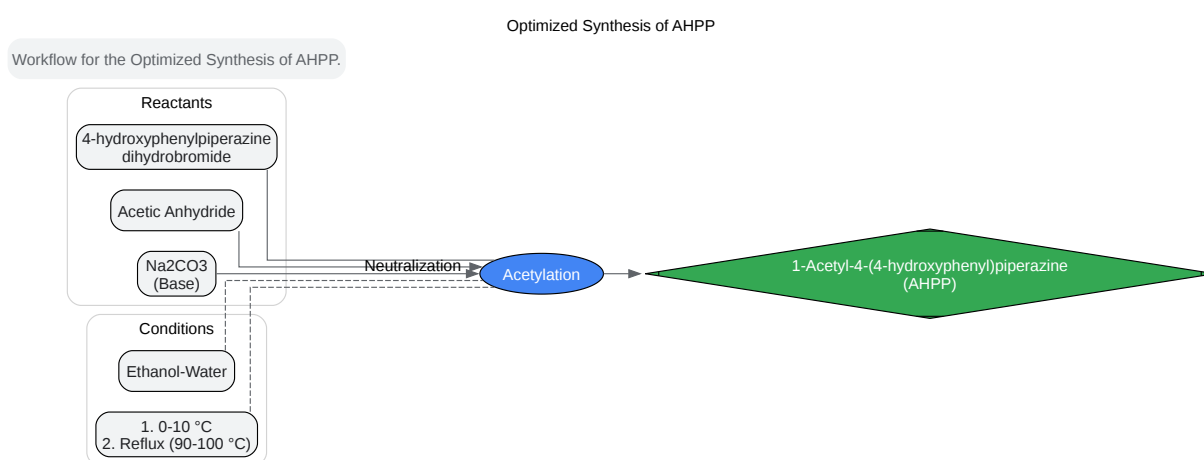 Optimized Synthesis of AHPP
Workflow for the Optimized Synthesis of AHPP.
Reactants
4-hydroxyphenylpiperazine
dihydrobromide
Acetic Anhydride
Na2CO3
(Base)
Neutralization
Acetylation
1-Acetyl-4-(4-hydroxyphenyl)piperazine
(AHPP)
Conditions
Ethanol-Water
1. 0-10 °C
2. Reflux (90-100 °C)